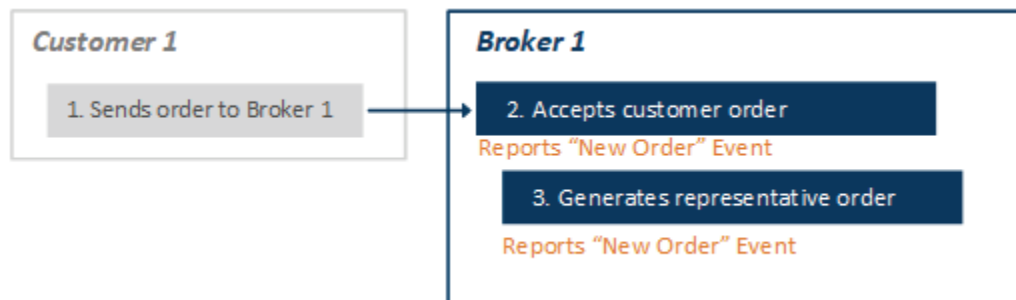 Customer 1
1. Sends order to Broker 1
Broker 1
2. Accepts customer order
Reports “New Order” Event
3. Generates representative order
Reports “New Order” Event